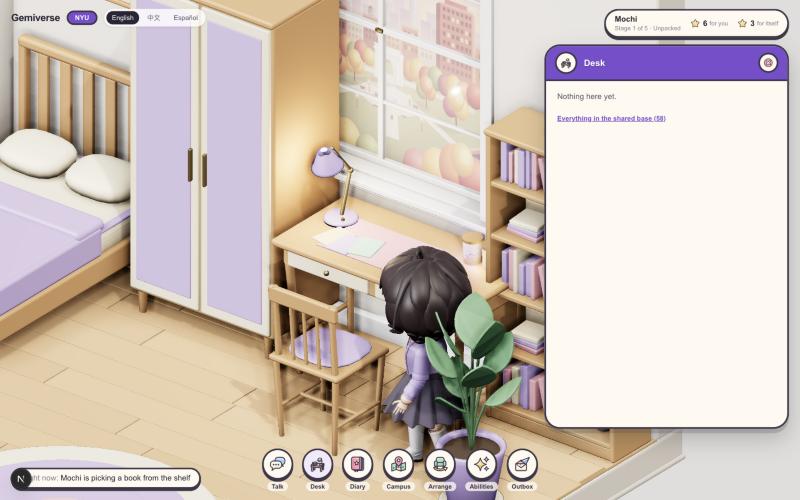 Gemiverse
NYU
English
中文
Español
Mochi
Stage 1 of 5 · Unpacked
6 for you
3 for itself
Desk
Nothing here yet.
Everything in the shared base (58)
N
now: Mochi is picking a book from the shelf
Talk
Desk
Diary
Campus
Arrange
Abilities
Outbox